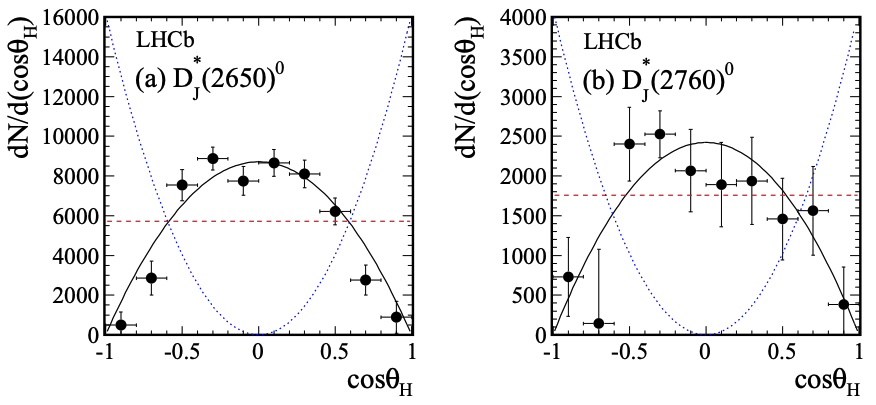 dN/d(cosθH)
16000
14000
12000
10000
8000
6000
4000
2000
0
LHCb
(a) D*J(2650)0
-1 -0.5 0 0.5 1
cosθH
dN/d(cosθH)
4000
3500
3000
2500
2000
1500
1000
500
0
LHCb
(b) D*J(2760)0
-1 -0.5 0 0.5 1
cosθH